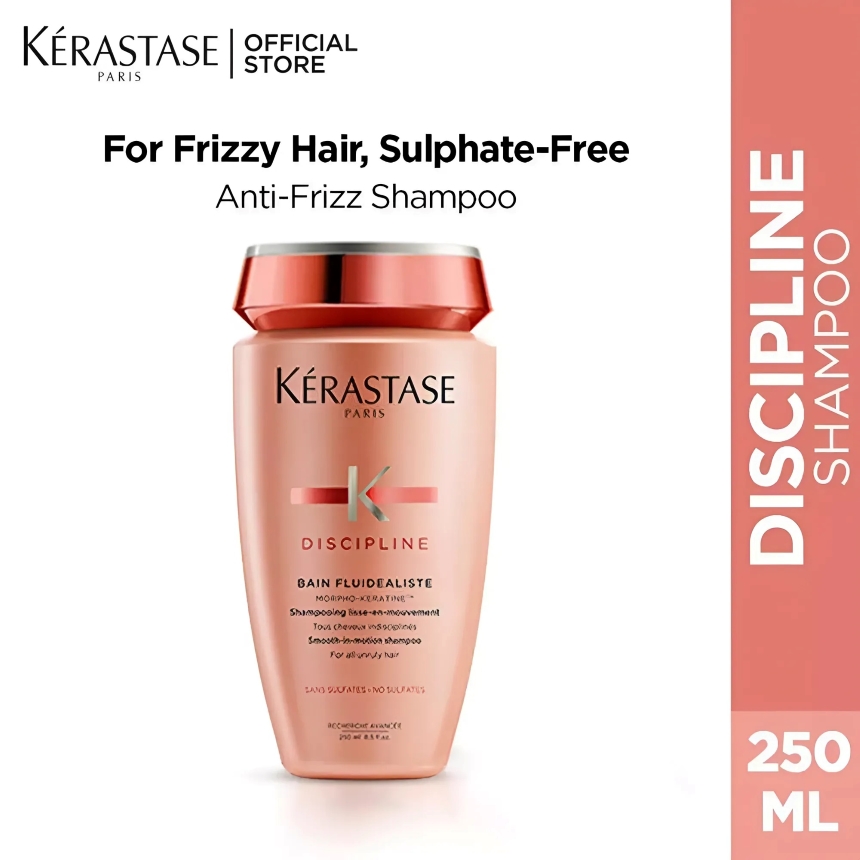 KÉRASTASE
PARIS
OFFICIAL
STORE
For Frizzy Hair, Sulphate-Free
Anti-Frizz Shampoo
KÉRASTASE
PARIS
K
DISCIPLINE
BAIN FLUIDEALISTE
MORPHO-KERATINE™
Shampooing lisse-en-mouvement
Tous cheveux indisciplinés
Smooth-in-motion shampoo
For all unruly hair
SANS SULFATES - NO SULFATES
RECHERCHE AVANCÉE
250 ml 8.5 fl.oz.
DISCIPLINE
SHAMPOO
250
ML